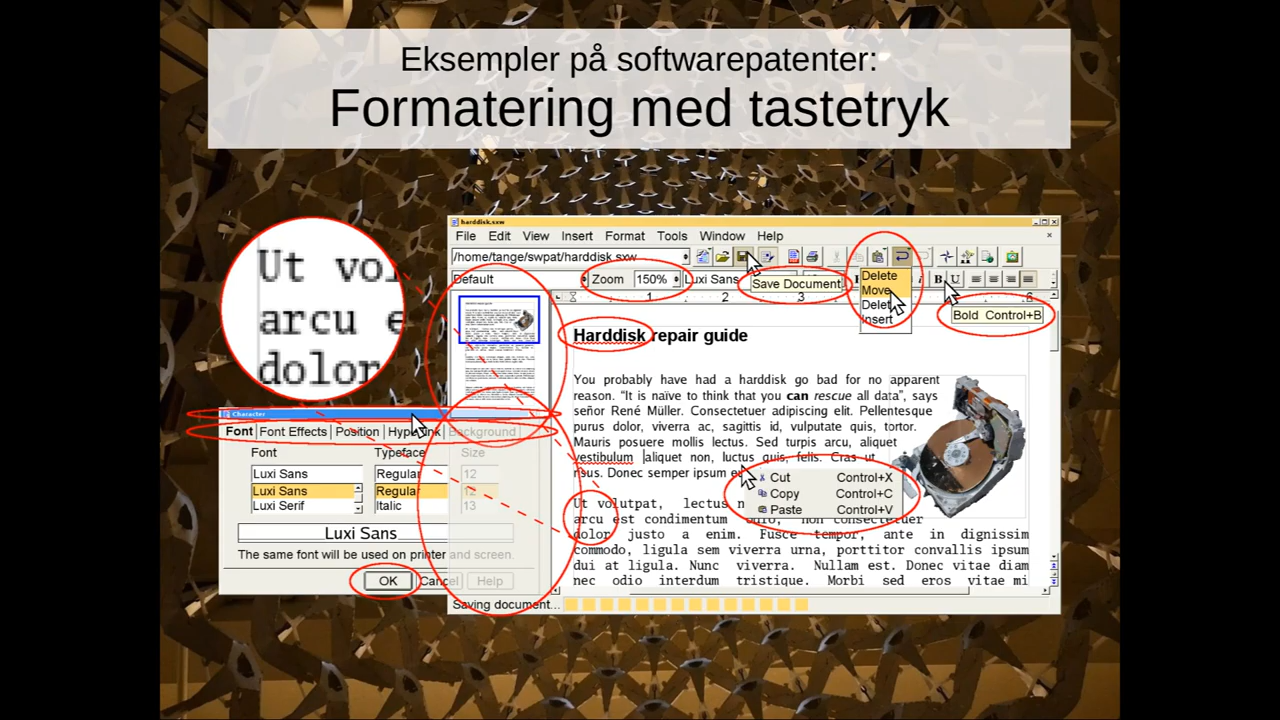 Eksempler på softwarepatenter:
Formatering med tastetryk
Ut vol
arcu e
dolor
harddisk.sxw
File Edit View Insert Format Tools Window Help
/home/tange/swpat/harddisk.sxw
Default Zoom 150% Luxi Sans B U
Save Document
Delete
Move
Delet
Insert
Bold Control+B
1 2 3 6
Harddisk repair guide
You probably have had a harddisk go bad for no apparent
reason. “It is naïve to think that you can rescue all data”, says
señor René Müller. Consectetuer adipiscing elit. Pellentesque
purus dolor, viverra ac, sagittis id, vulputate quis, tortor.
Mauris posuere mollis lectus. Sed turpis arcu, aliquet
vestibulum aliquet non, luctus quis, felis. Cras ut
risus. Donec semper ipsum e
Cut Control+X
Copy Control+C
Paste Control+V
Ut volutpat, lectus n
arcu est condimentum odio, non consectetuer
dolor justo a enim. Fusce tempor, ante in dignissim
commodo, ligula sem viverra urna, porttitor convallis ipsum
dui at ligula. Nunc viverra. Nullam est. Donec vitae diam
nec odio interdum tristique. Morbi sed eros vitae mi
Saving document...
Character
Font Font Effects Position Hyperlink Background
Font Typeface Size
Luxi Sans Regular 12
Luxi Sans Regular 12
Luxi Serif Italic 13
Luxi Sans
The same font will be used on printer and screen.
OK Cancel Help